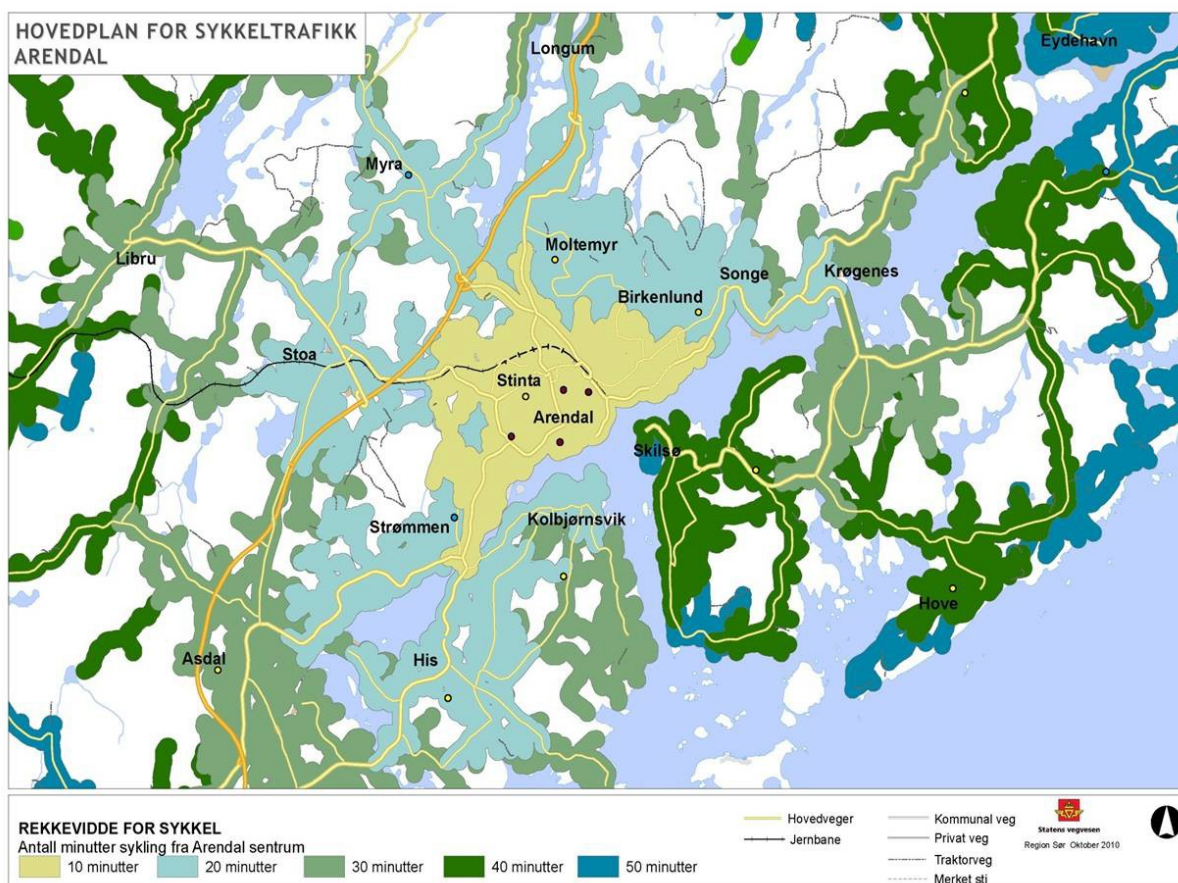 HOVEDPLAN FOR SYKKELTRAFIKK
ARENDAL
Longum
Eydehavn
Myra
Moltemyr
Libru
Birkenlund
Songe
Krøgenes
Stoa
Stinta
Arendal
Skilsø
Strømmen
Kolbjørnsvik
Hove
Asdal
His
REKKEVIDDE FOR SYKKEL
Antall minutter sykling fra Arendal sentrum
10 minutter
20 minutter
30 minutter
40 minutter
50 minutter
Hovedveger
Jernbane
Kommunal veg
Privat veg
Traktorveg
Merket sti
Statens vegvesen
Region Sør Oktober 2010